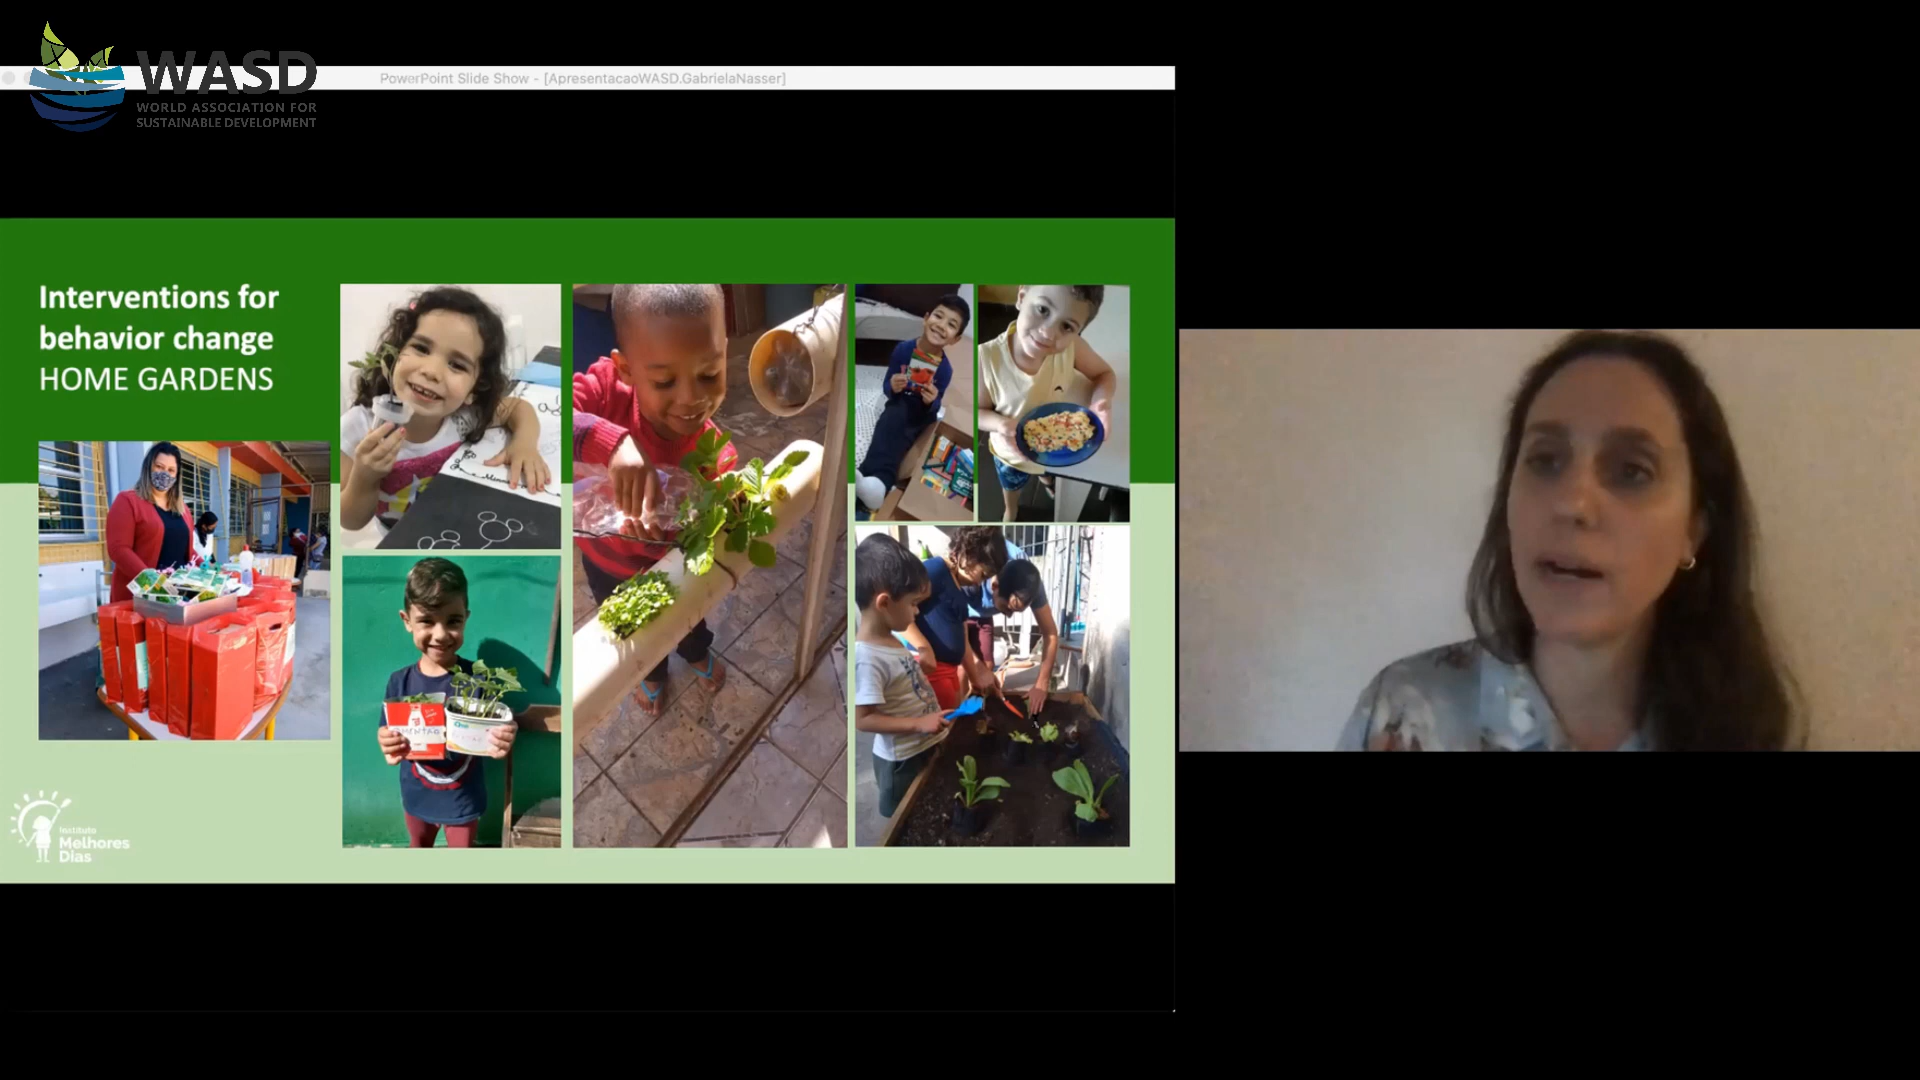 WASD
WORLD ASSOCIATION FOR
SUSTAINABLE DEVELOPMENT
PowerPoint Slide Show - [ApresentacaoWASD.GabrielaNasser]
Interventions for
behavior change
HOME GARDENS
Instituto
Melhores
Dias